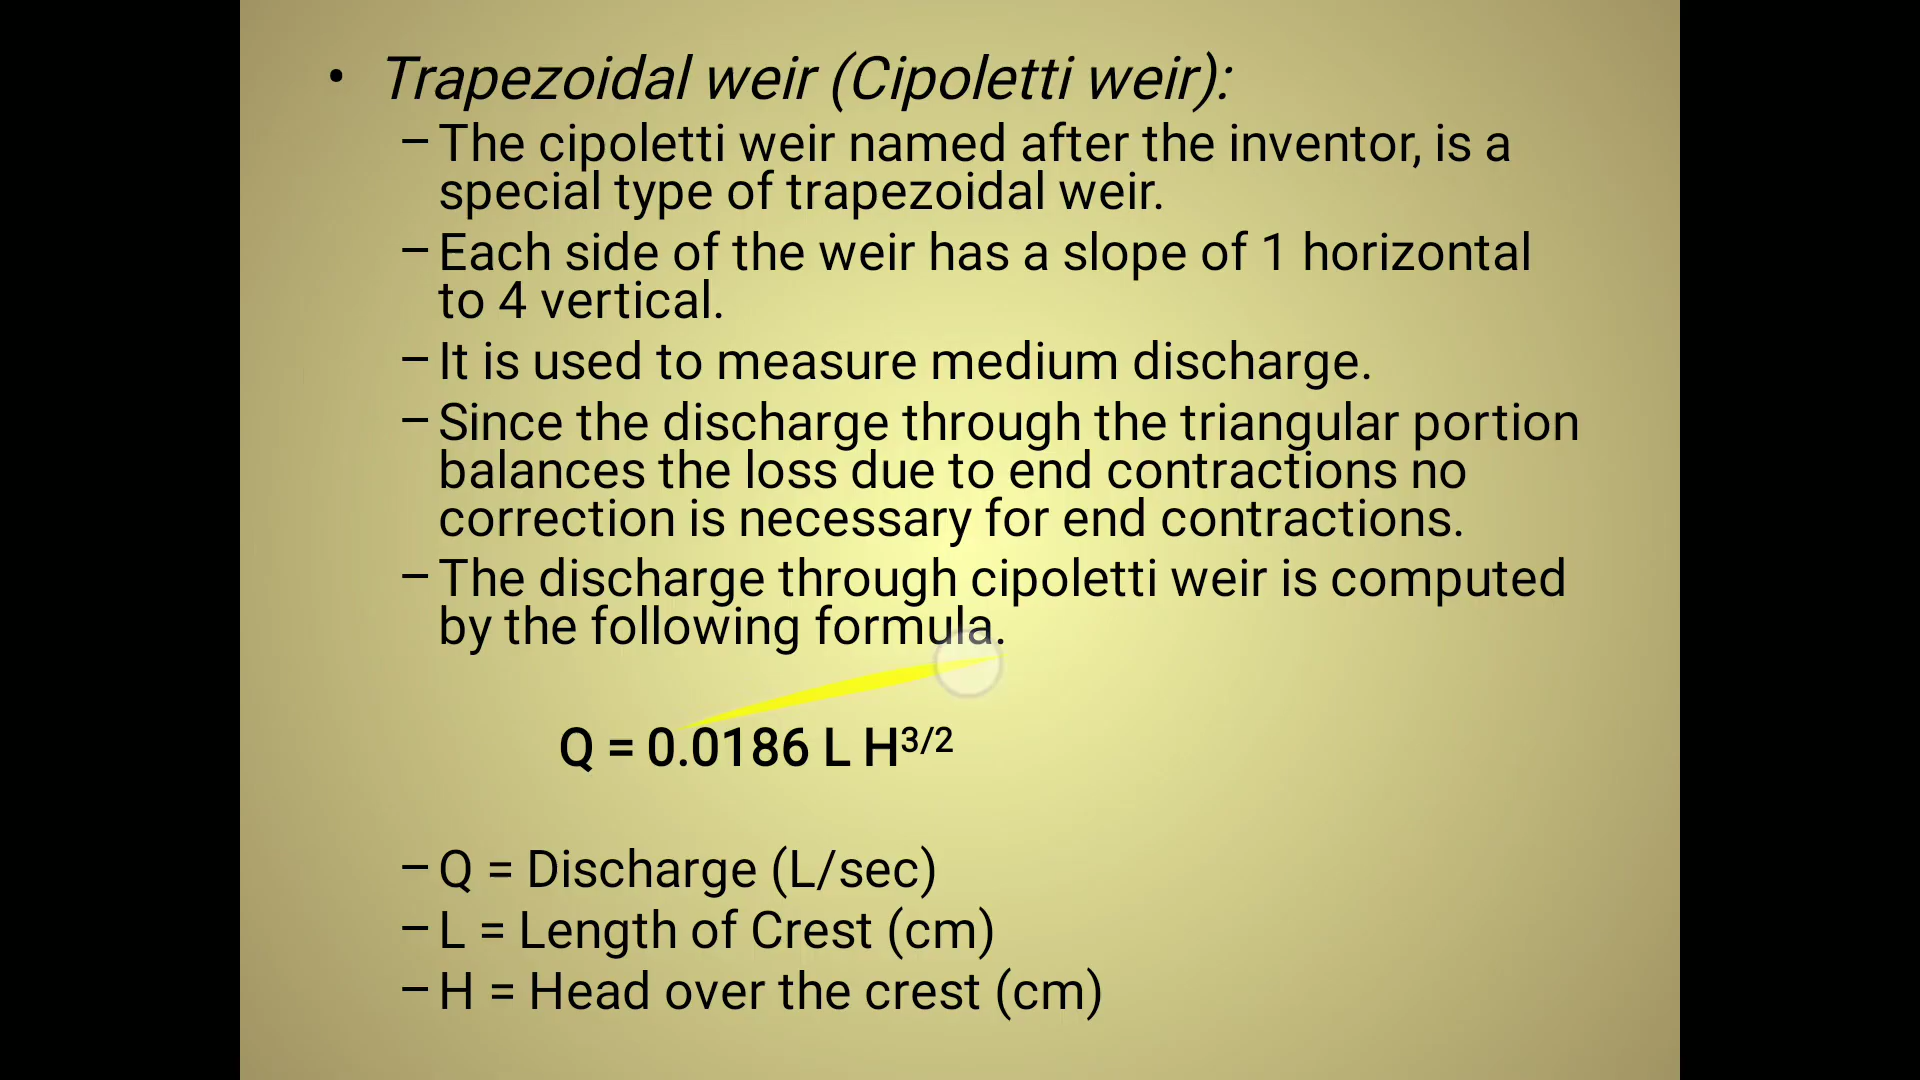 • Trapezoidal weir (Cipoletti weir):
– The cipoletti weir named after the inventor, is a
special type of trapezoidal weir.
– Each side of the weir has a slope of 1 horizontal
to 4 vertical.
– It is used to measure medium discharge.
– Since the discharge through the triangular portion
balances the loss due to end contractions no
correction is necessary for end contractions.
– The discharge through cipoletti weir is computed
by the following formula.
Q = 0.0186 L H³/²
– Q = Discharge (L/sec)
– L = Length of Crest (cm)
– H = Head over the crest (cm)